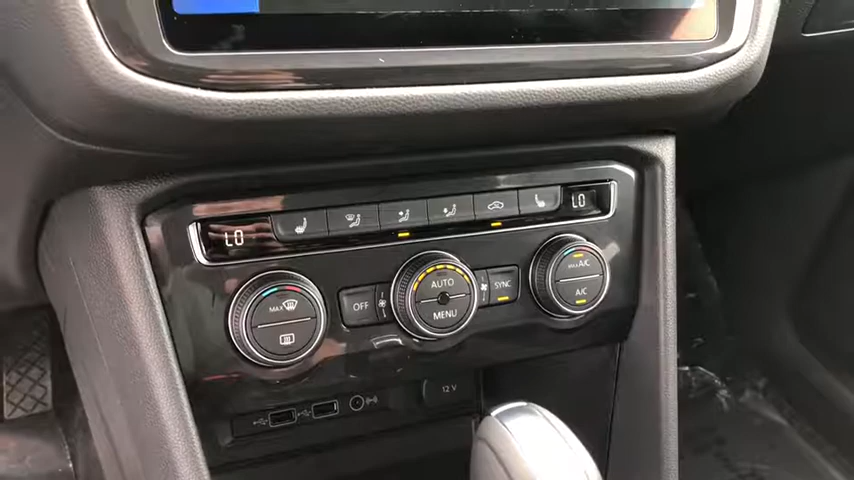 LO
LO
MAX
OFF
AUTO
MENU
SYNC
MAX A/C
A/C
12 V